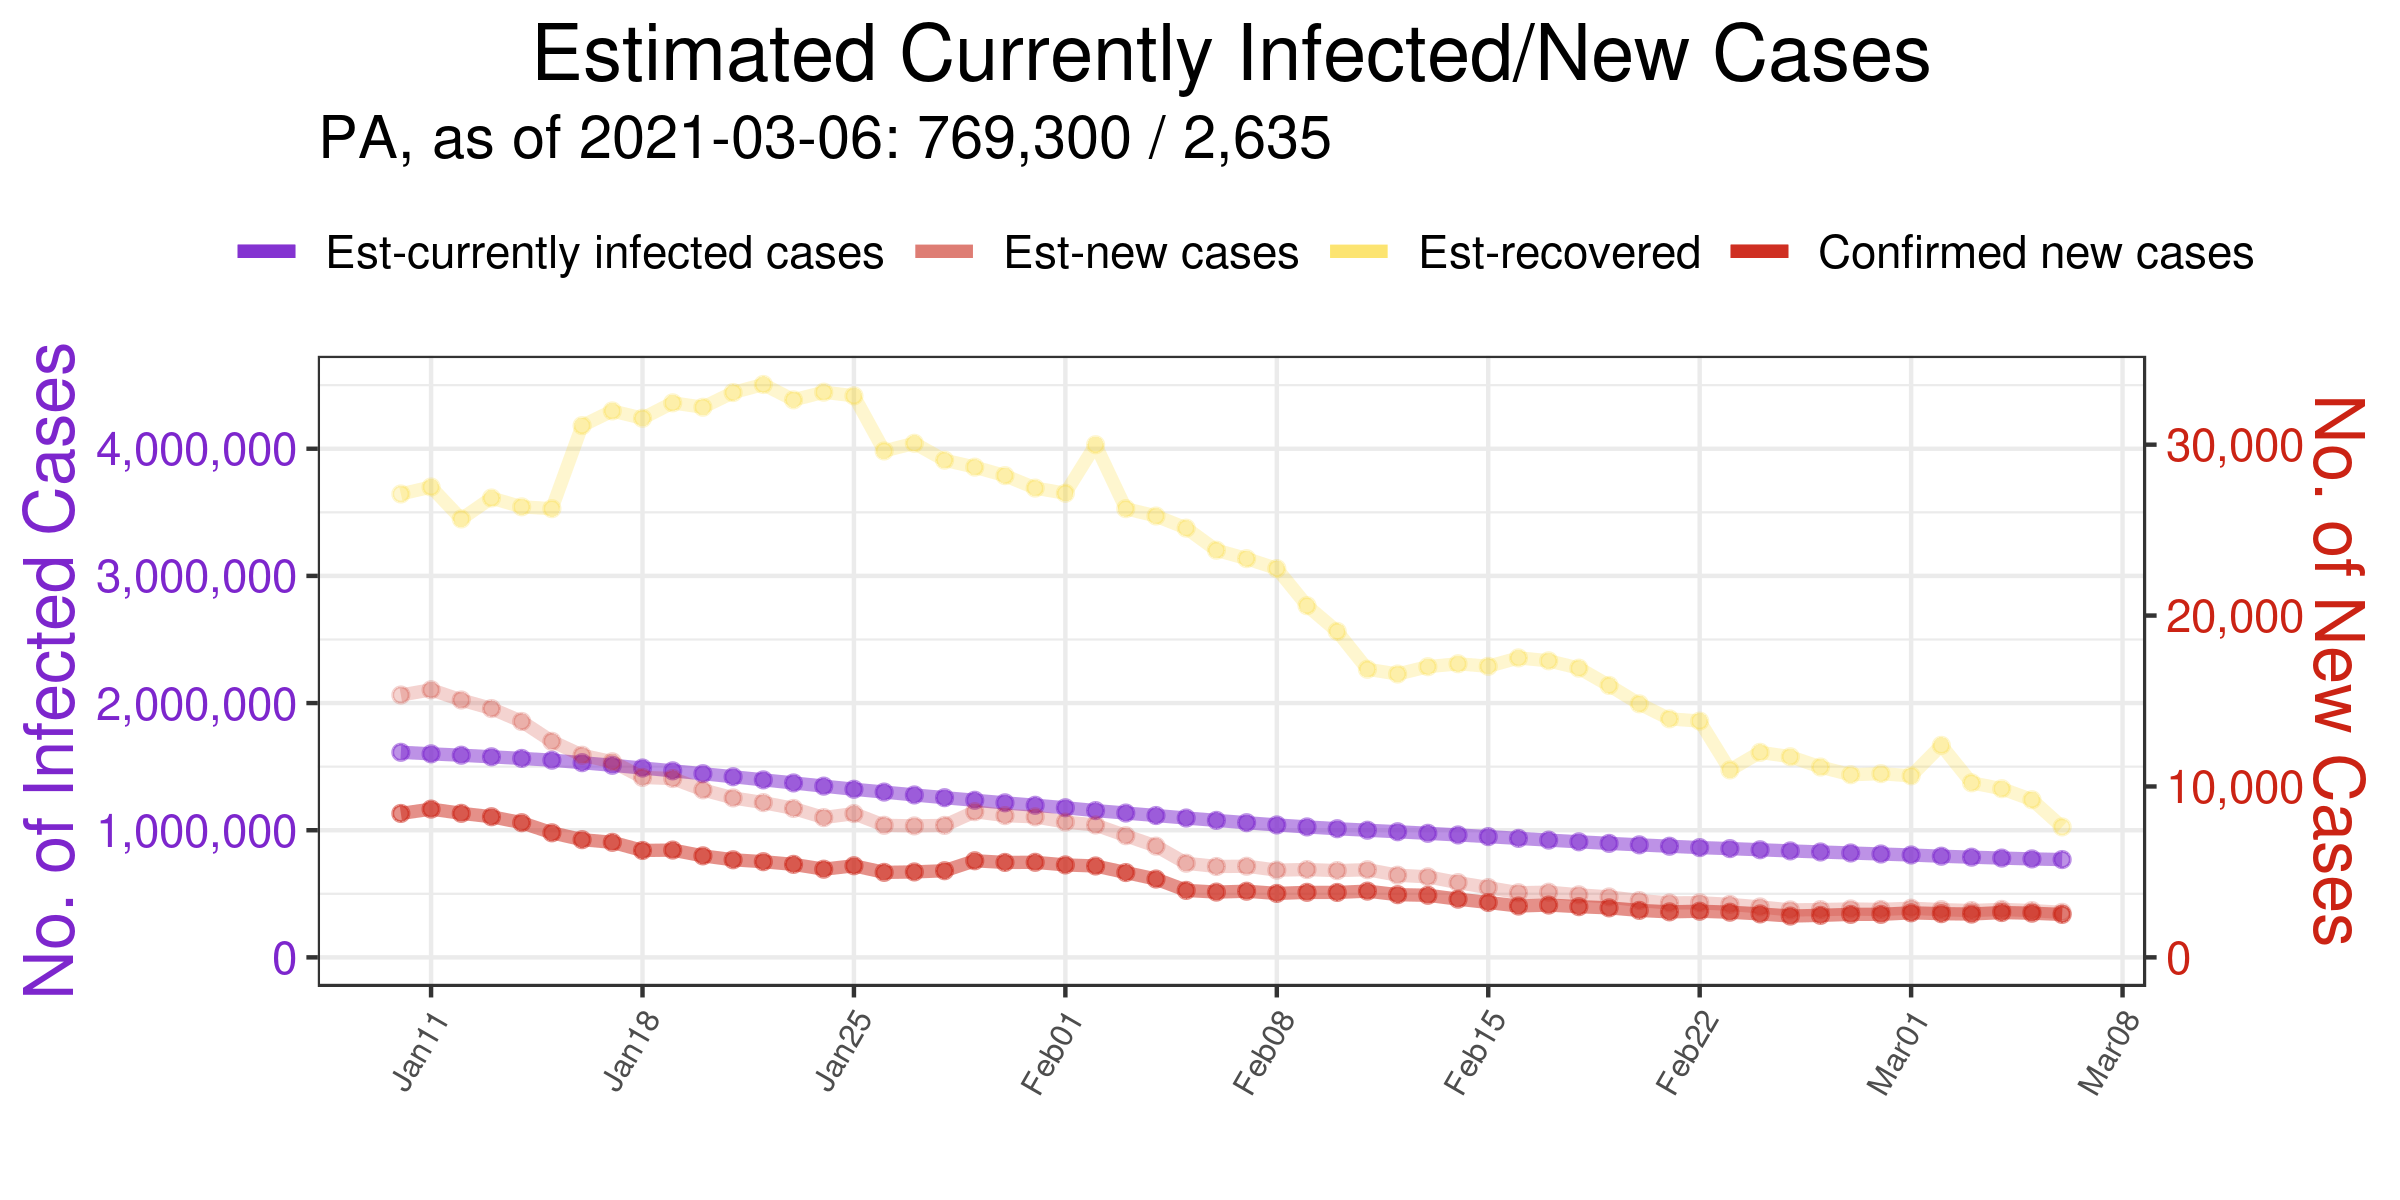 Estimated Currently Infected/New Cases
PA, as of 2021-03-06: 769,300 / 2,635
Est-currently infected cases Est-new cases Est-recovered Confirmed new cases
No. of Infected Cases
4,000,000
3,000,000
2,000,000
1,000,000
0
30,000
20,000
10,000
0
No. of New Cases
Jan11 Jan18 Jan25 Feb01 Feb08 Feb15 Feb22 Mar01 Mar08